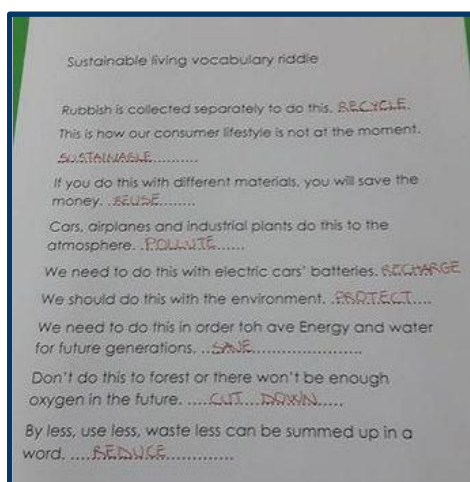 Sustainable living vocabulary riddle
Rubbish is collected separately to do this. RECYCLE.
This is how our consumer lifestyle is not at the moment.
SUSTAINABLE..........
If you do this with different materials, you will save the
money. ..REUSE........
Cars, airplanes and industrial plants do this to the
atmosphere. ..POLLUTE......
We need to do this with electric cars' batteries. RECHARGE
We should do this with the environment. ..PROTECT....
We need to do this in order toh ave Energy and water
for future generations. ...SAVE........................
Don't do this to forest or there won't be enough
oxygen in the future. .....CUT...DOWN......
By less, use less, waste less can be summed up in a
word. ....REDUCE...............